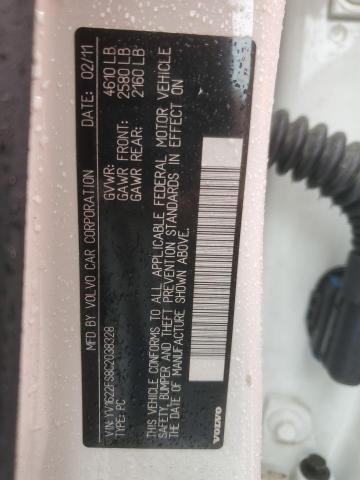 MFD BY VOLVO CAR CORPORATION DATE: 02/11
GVWR: 4610 LB
GAWR FRONT: 2580 LB
GAWR REAR: 2160 LB
THIS VEHICLE CONFORMS TO ALL APPLICABLE FEDERAL MOTOR VEHICLE
SAFETY, BUMPER AND THEFT PREVENTION STANDARDS IN EFFECT ON
THE DATE OF MANUFACTURE SHOWN ABOVE.
VIN: YV1622FS8C2038328
TYPE: PC
VOLVO